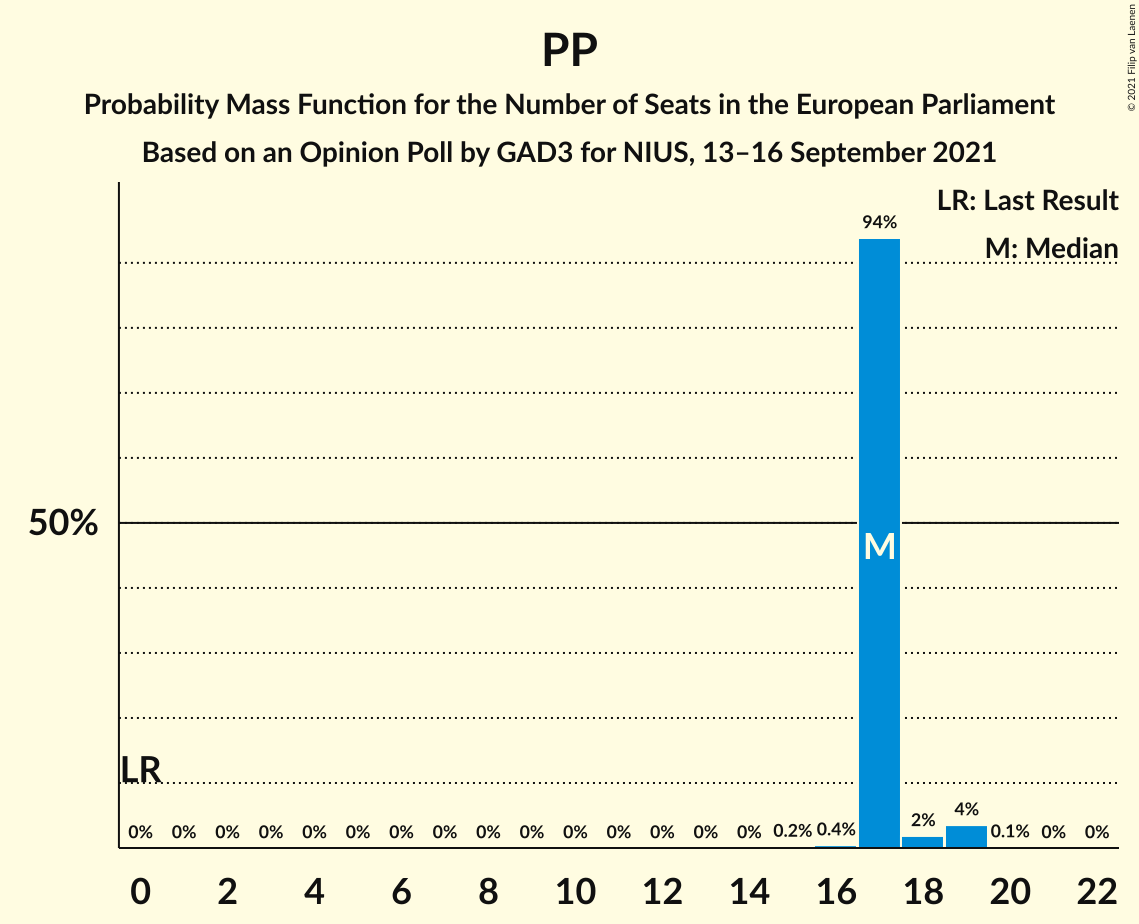 PP
Probability Mass Function for the Number of Seats in the European Parliament
Based on an Opinion Poll by GAD3 for NIUS, 13–16 September 2021
© 2021 Filip van Laenen
LR: Last Result
M: Median
94%
50%
M
LR
0% 0% 0% 0% 0% 0% 0% 0% 0% 0% 0% 0% 0% 0% 0% 0.2% 0.4% 2% 4% 0.1% 0% 0%
0 2 4 6 8 10 12 14 16 18 20 22